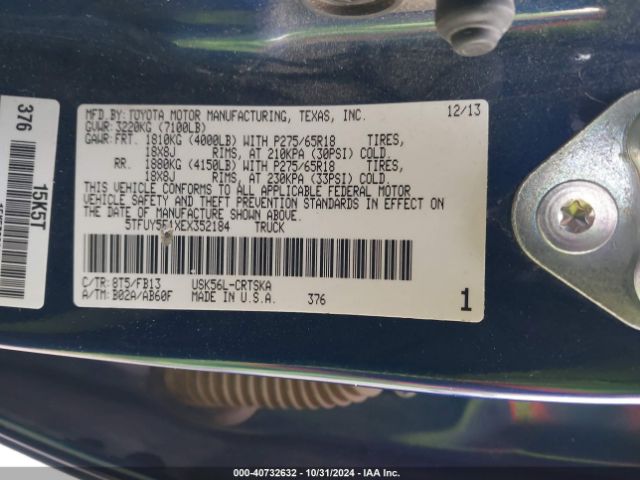 MFD.BY: TOYOTA MOTOR MANUFACTURING, TEXAS, INC. 12/13
GVWR 3220KG (7100LB)
GAWR:FRT. 1810KG (4000LB) WITH P275/65R18 TIRES,
18X8J RIMS, AT 210KPA (30PSI) COLD.
RR. 1880KG (4150LB) WITH P275/65R18 TIRES,
18X8J RIMS, AT 230KPA (33PSI) COLD.
THIS VEHICLE CONFORMS TO ALL APPLICABLE FEDERAL MOTOR
VEHICLE SAFETY AND THEFT PREVENTION STANDARDS IN EFFECT ON THE
DATE OF MANUFACTURE SHOWN ABOVE.
5TFUY5F1XEX352184 TRUCK
C/TR: 8T5/FB13 USK56L-CRTSKA
A/TM: B02A/AB60F MADE IN U.S.A. 376
1
376
15K5T
000-40732632 - 10/31/2024 - IAA Inc.